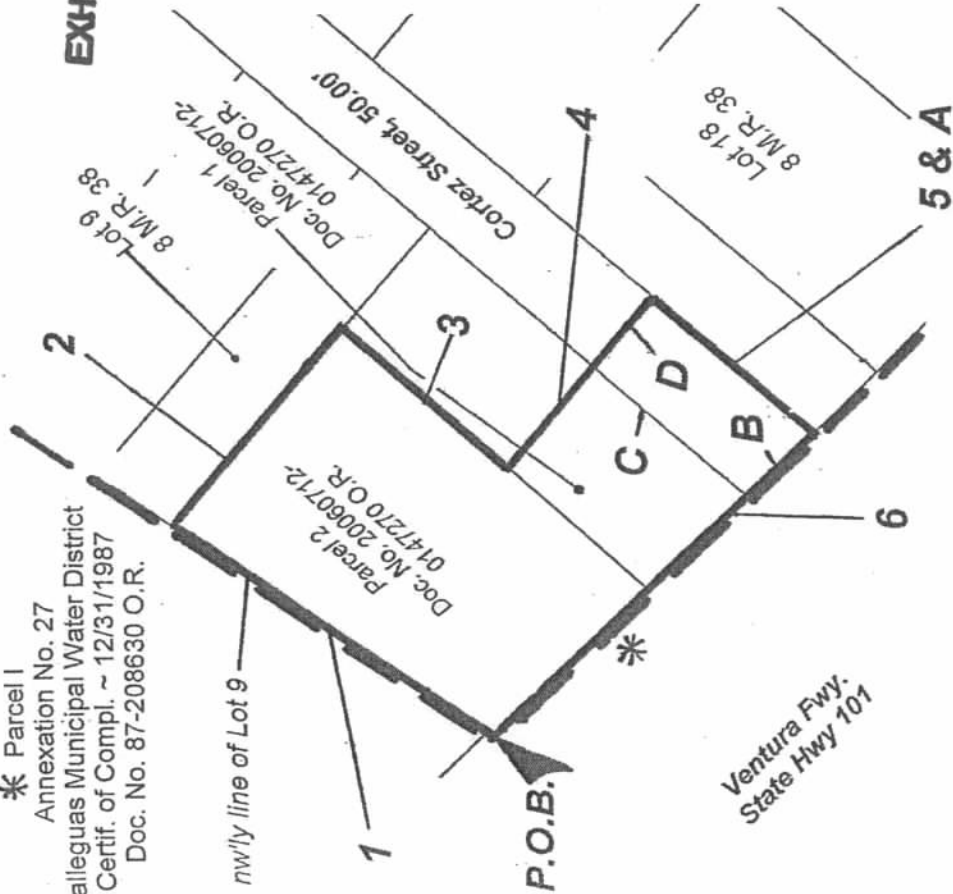 EXH
✱ Parcel I
Annexation No. 27
alleguas Municipal Water District
Certif. of Compl. ~ 12/31/1987
Doc. No. 87-208630 O.R.
2
Lot 9
8 M.R. 38
Parcel 1
Doc. No. 20060712-
0147270 O.R.
Cortez Street, 50.00'
nw'ly line of Lot 9
3
4
Lot 18
8 M.R. 38
1
Parcel 2
Doc. No. 20060712-
0147270 O.R.
D
C
B
5 & A
6
✱
P.O.B.
Ventura Fwy.
State Hwy 101